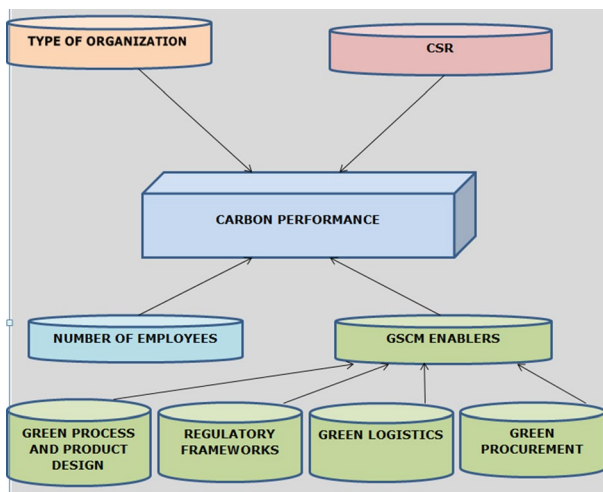 TYPE OF ORGANIZATION
CSR
CARBON PERFORMANCE
NUMBER OF EMPLOYEES
GSCM ENABLERS
GREEN PROCESS
AND PRODUCT
DESIGN
REGULATORY
FRAMEWORKS
GREEN LOGISTICS
GREEN
PROCUREMENT